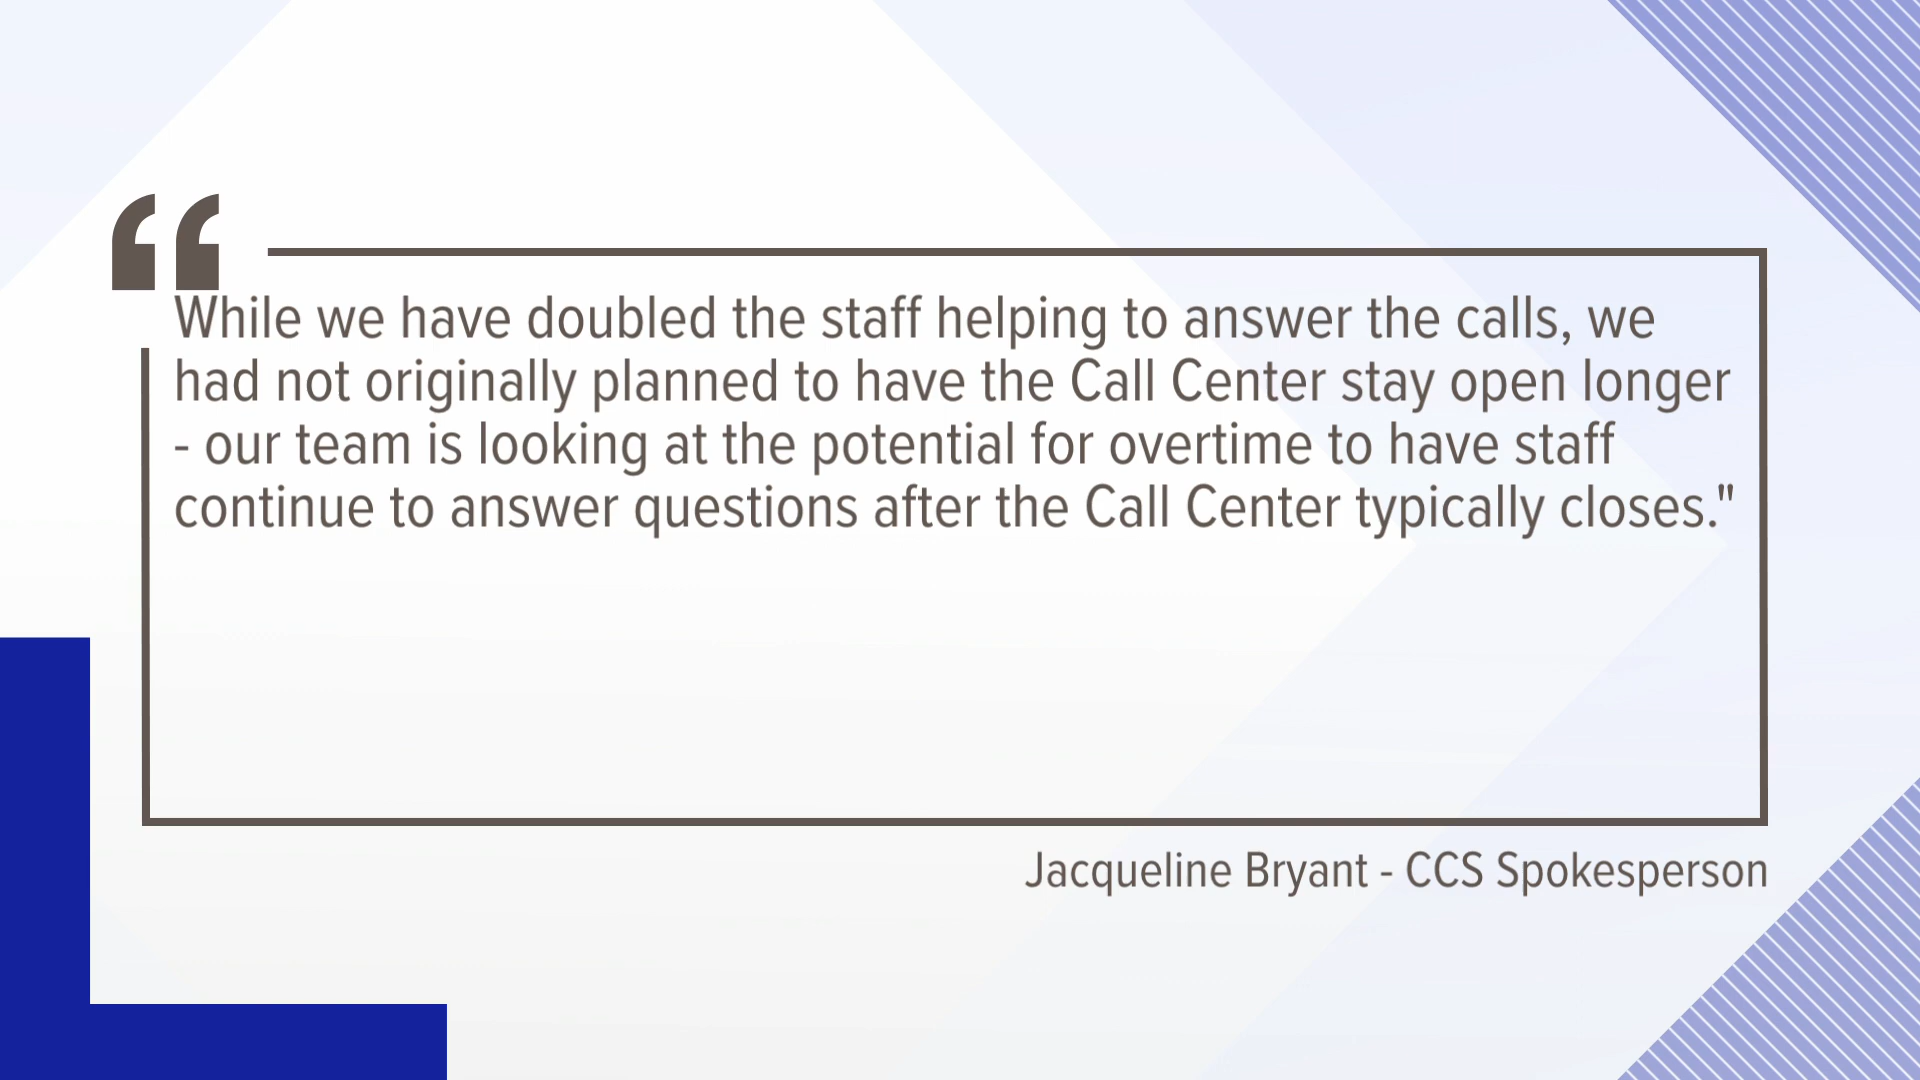 “
While we have doubled the staff helping to answer the calls, we
had not originally planned to have the Call Center stay open longer
- our team is looking at the potential for overtime to have staff
continue to answer questions after the Call Center typically closes."
Jacqueline Bryant - CCS Spokesperson